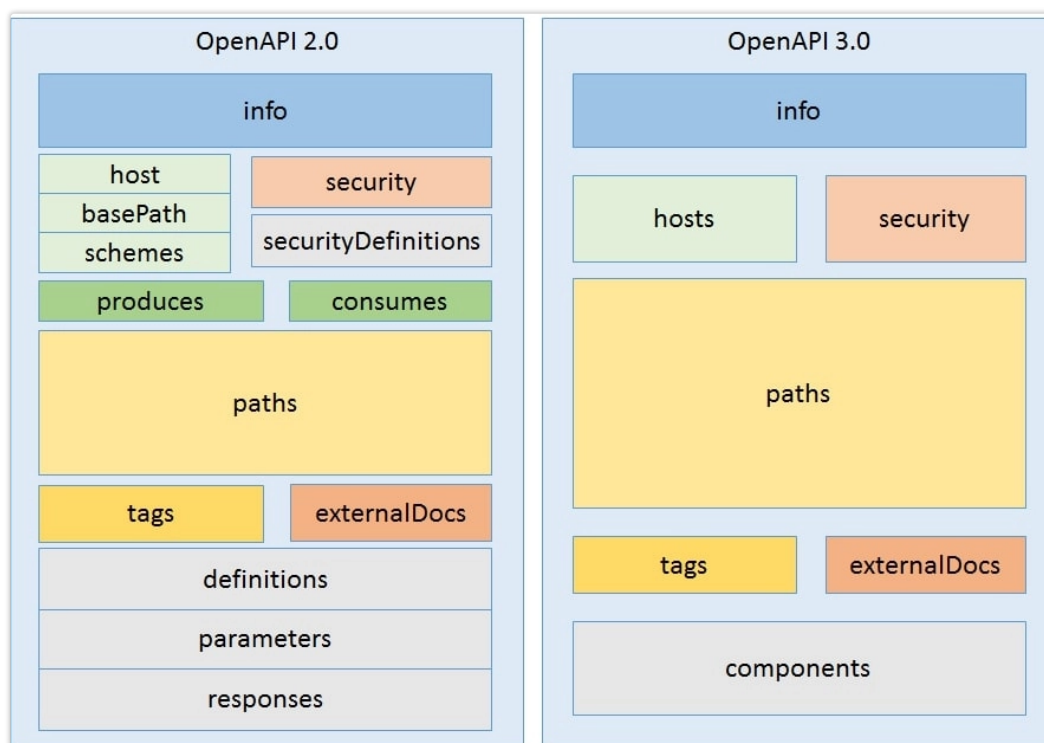 OpenAPI 2.0
info
host
basePath
schemes
security
securityDefinitions
produces
consumes
paths
tags
externalDocs
definitions
parameters
responses
OpenAPI 3.0
info
hosts
security
paths
tags
externalDocs
components